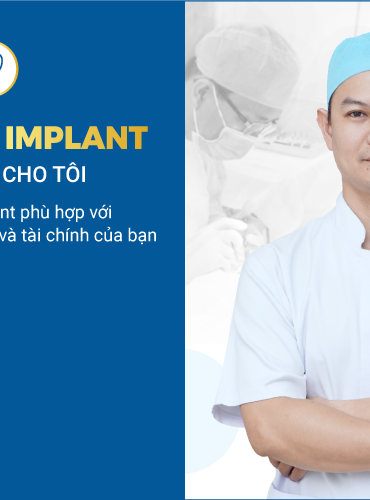 IMPLANT
CHO TÔI
nt phù hợp với
và tài chính của bạn